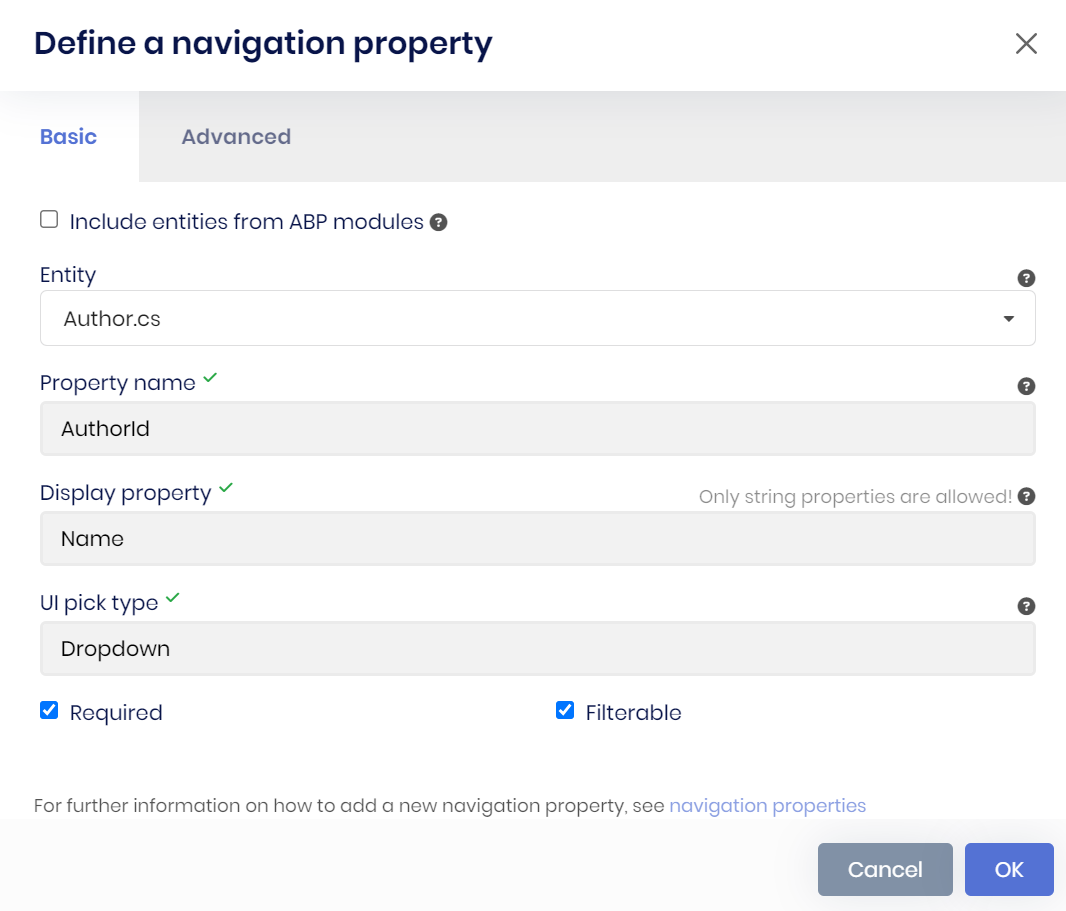 Define a navigation property
Basic Advanced
Include entities from ABP modules ?
Entity ?
Author.cs
Property name ?
AuthorId
Display property Only string properties are allowed! ?
Name
UI pick type ?
Dropdown
Required Filterable
For further information on how to add a new navigation property, see navigation properties
Cancel OK